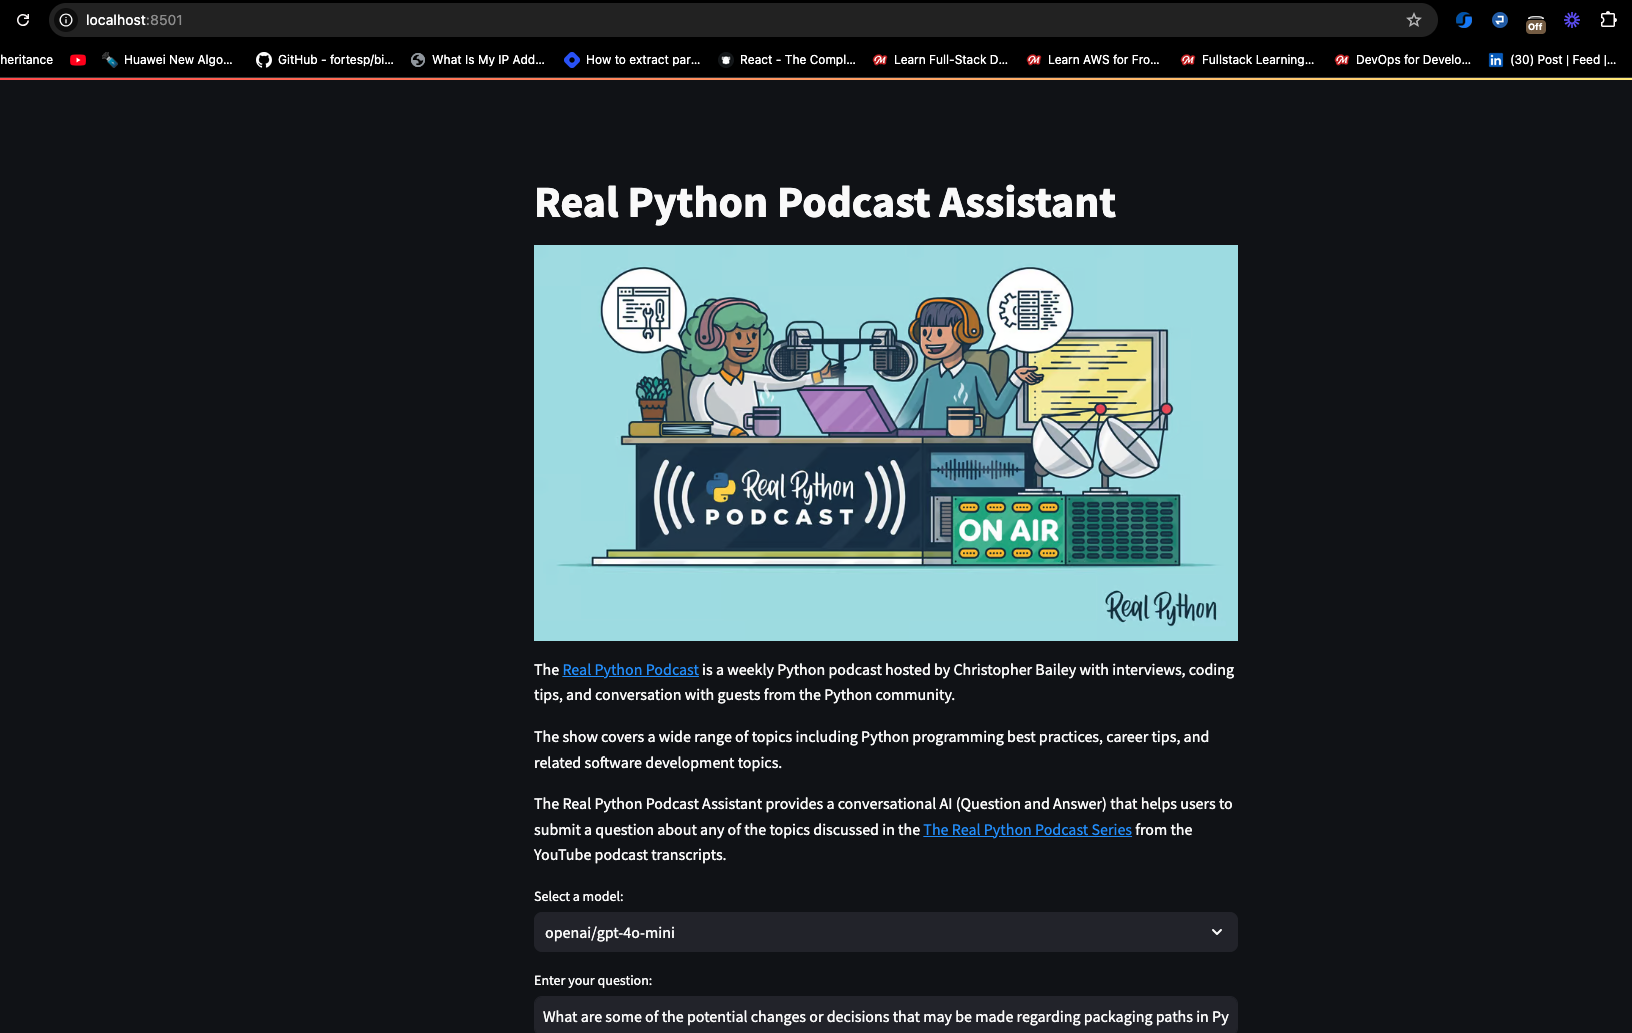 localhost:8501
heritance
Huawei New Algo...
GitHub - fortesp/bi...
What Is My IP Add...
How to extract par...
React - The Compl...
Learn Full-Stack D...
Learn AWS for Fro...
Fullstack Learning...
DevOps for Develo...
in (30) Post | Feed |...
Off
Real Python Podcast Assistant
Real Python
PODCAST
ON AIR
Real Python
The Real Python Podcast is a weekly Python podcast hosted by Christopher Bailey with interviews, coding
tips, and conversation with guests from the Python community.
The show covers a wide range of topics including Python programming best practices, career tips, and
related software development topics.
The Real Python Podcast Assistant provides a conversational AI (Question and Answer) that helps users to
submit a question about any of the topics discussed in the The Real Python Podcast Series from the
YouTube podcast transcripts.
Select a model:
openai/gpt-4o-mini
Enter your question:
What are some of the potential changes or decisions that may be made regarding packaging paths in Py